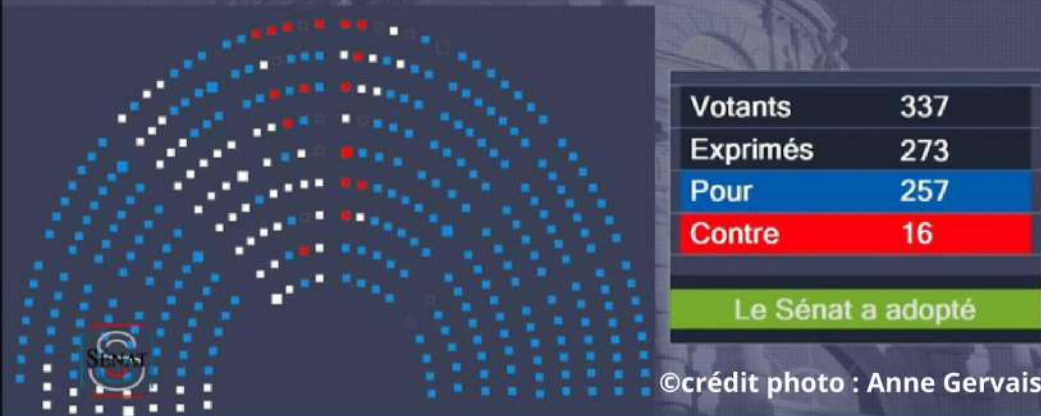 Votants 337
Exprimés 273
Pour 257
Contre 16
Le Sénat a adopté
SÉNAT
©crédit photo : Anne Gervais